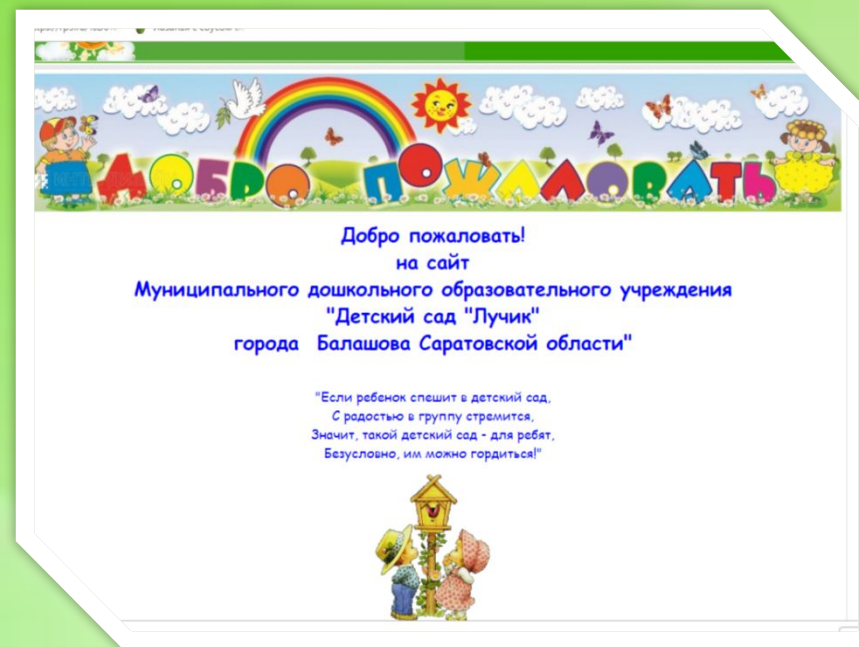 ДОБРО ПОЖАЛОВАТЬ
Добро пожаловать!
на сайт
Муниципального дошкольного образовательного учреждения
"Детский сад "Лучик"
города Балашова Саратовской области"
"Если ребенок спешит в детский сад,
С радостью в группу стремится,
Значит, такой детский сад - для ребят,
Безусловно, им можно гордиться!"